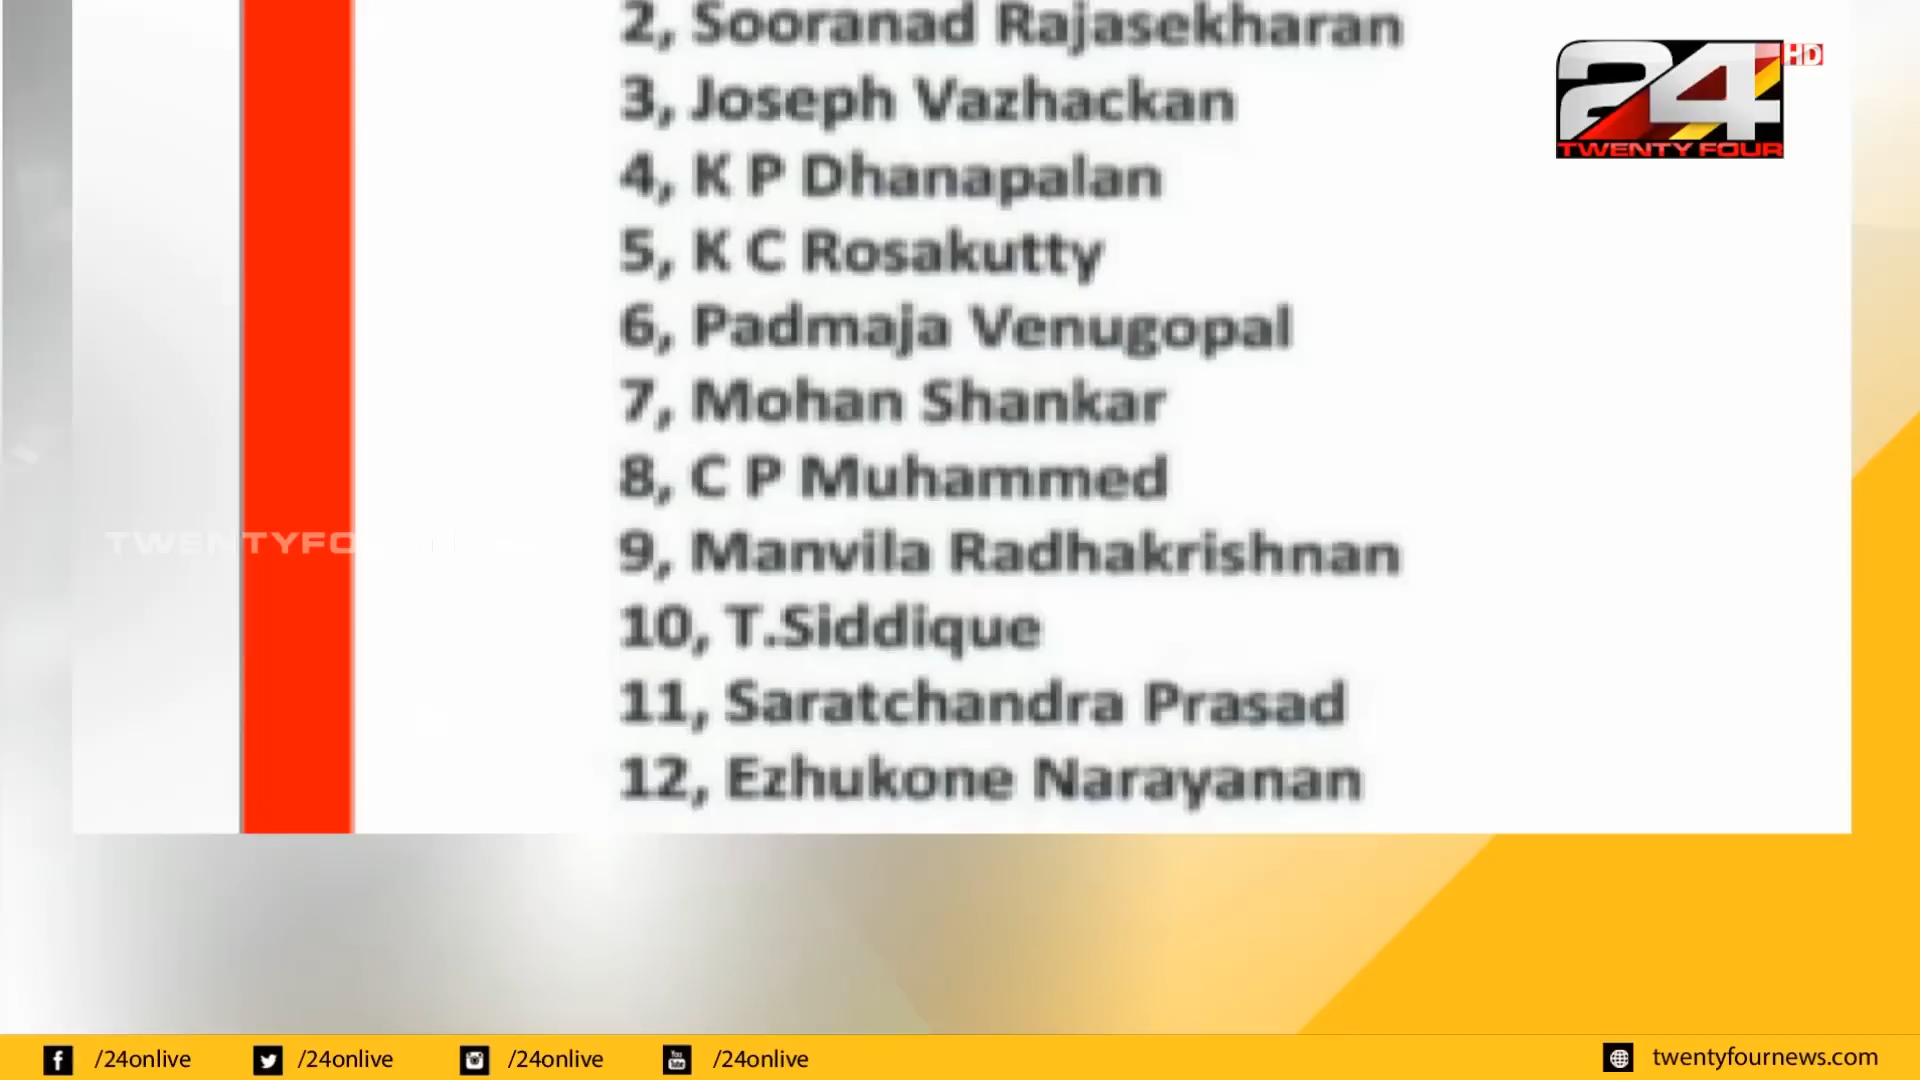 2, Sooranad Rajasekharan
24 HD
TWENTY FOUR
3, Joseph Vazhackan
4, K P Dhanapalan
5, K C Rosakutty
6, Padmaja Venugopal
7, Mohan Shankar
8, C P Muhammed
TWENTYFO
9, Manvila Radhakrishnan
10, T.Siddique
11, Saratchandra Prasad
12, Ezhukone Narayanan
/24onlive /24onlive /24onlive /24onlive twentyfournews.com